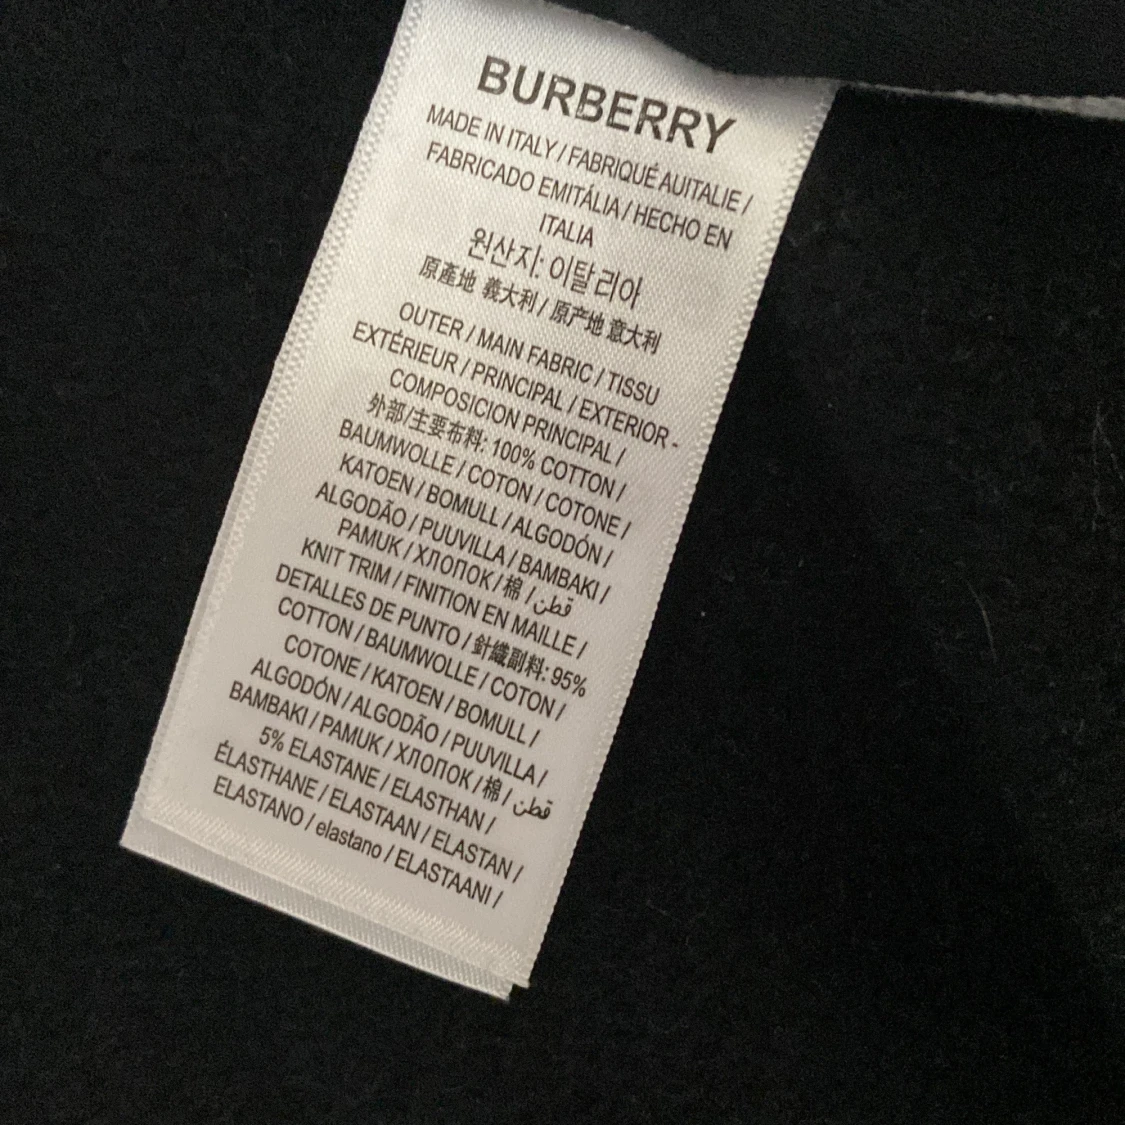 BURBERRY
MADE IN ITALY / FABRIQUÉ AUITALIE /
FABRICADO EMITÁLIA / HECHO EN
ITALIA
원산지: 이탈리아
原產地 義大利 / 原产地 意大利
OUTER / MAIN FABRIC / TISSU
EXTÉRIEUR / PRINCIPAL / EXTERIOR -
COMPOSICION PRINCIPAL /
外部/主要布料: 100% COTTON /
BAUMWOLLE / COTON / COTONE /
KATOEN / BOMULL / ALGODÓN /
ALGODÃO / PUUVILLA / BAMBAKI /
PAMUK / ХЛОПОК / 棉 / قطن
KNIT TRIM / FINITION EN MAILLE /
DETALLES DE PUNTO / 針織副料: 95%
COTTON / BAUMWOLLE / COTON /
COTONE / KATOEN / BOMULL /
ALGODÓN / ALGODÃO / PUUVILLA /
BAMBAKI / PAMUK / ХЛОПОК / 棉 / قطن
5% ELASTANE / ELASTHAN /
ÉLASTHANE / ELASTAAN / ELASTAN /
ELASTANO / elastano / ELASTAANI /